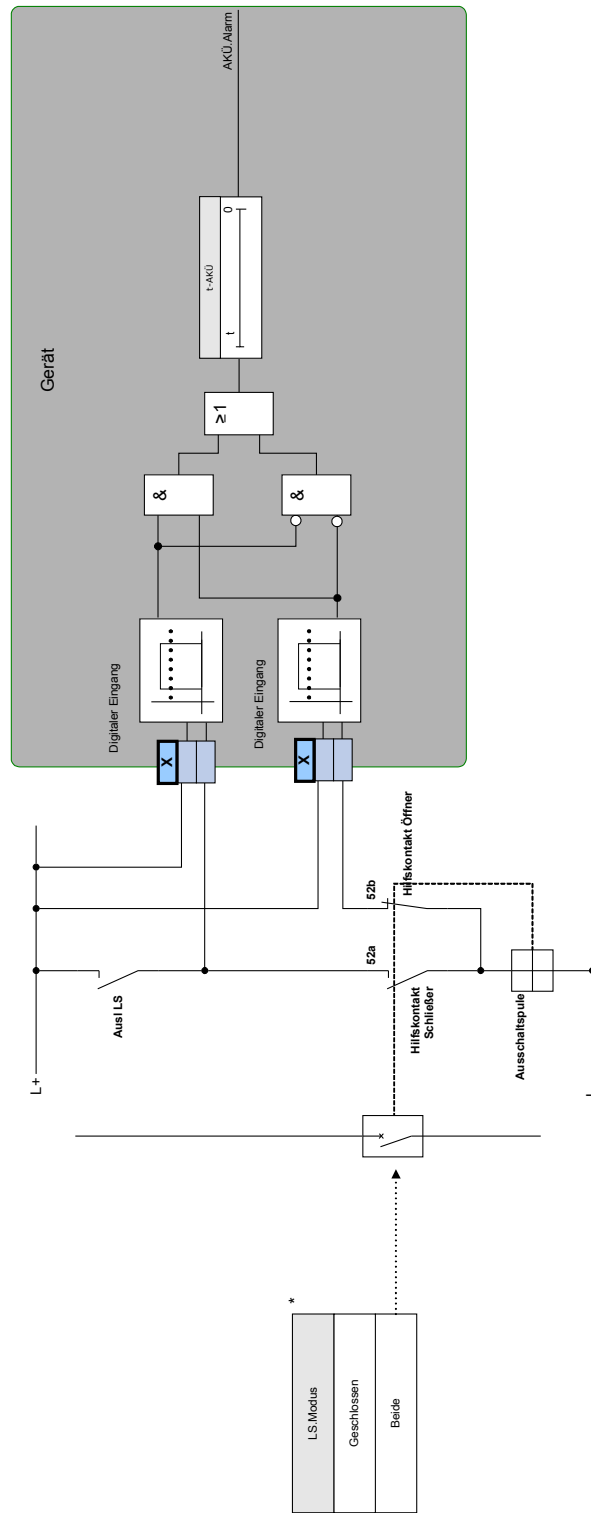 Gerät
AKÜ.Alarm
t-AKÜ
t
0
≥1
&
&
Digitaler Eingang
Digitaler Eingang
X
X
L+
Ausl LS
52a
52b
Hilfskontakt
Schließer
Hilfskontakt Öffner
Ausschaltspule
*
LS.Modus
Geschlossen
Beide